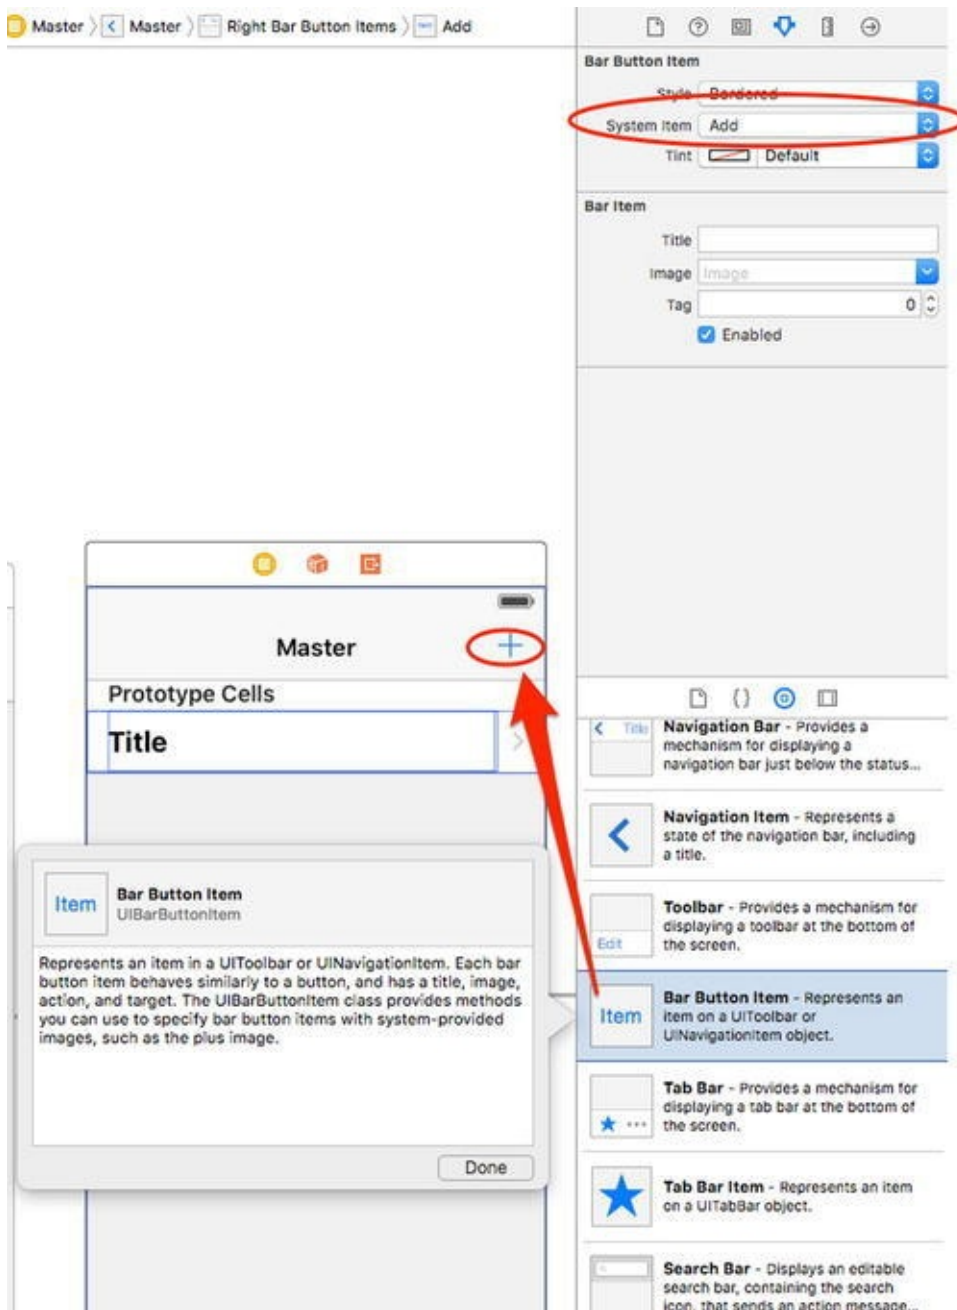 Master 〉 Master 〉 Right Bar Button Items 〉 Add
Bar Button Item
Style Bordered
System Item Add
Tint Default
Bar Item
Title
Image Image
Tag 0
Enabled
Master
Prototype Cells
Title
Item
Bar Button Item
UIBarButtonItem
Represents an item in a UIToolbar or UINavigationItem. Each bar
button item behaves similarly to a button, and has a title, image,
action, and target. The UIBarButtonItem class provides methods
you can use to specify bar button items with system-provided
images, such as the plus image.
Done
Title
Navigation Bar - Provides a
mechanism for displaying a
navigation bar just below the status...
Navigation Item - Represents a
state of the navigation bar, including
a title.
Edit
Toolbar - Provides a mechanism for
displaying a toolbar at the bottom of
the screen.
Item
Bar Button Item - Represents an
item on a UIToolbar or
UINavigationItem object.
Tab Bar - Provides a mechanism for
displaying a tab bar at the bottom of
the screen.
Tab Bar Item - Represents an item
on a UITabBar object.
Search Bar - Displays an editable
search bar, containing the search
icon, that sends an action message...